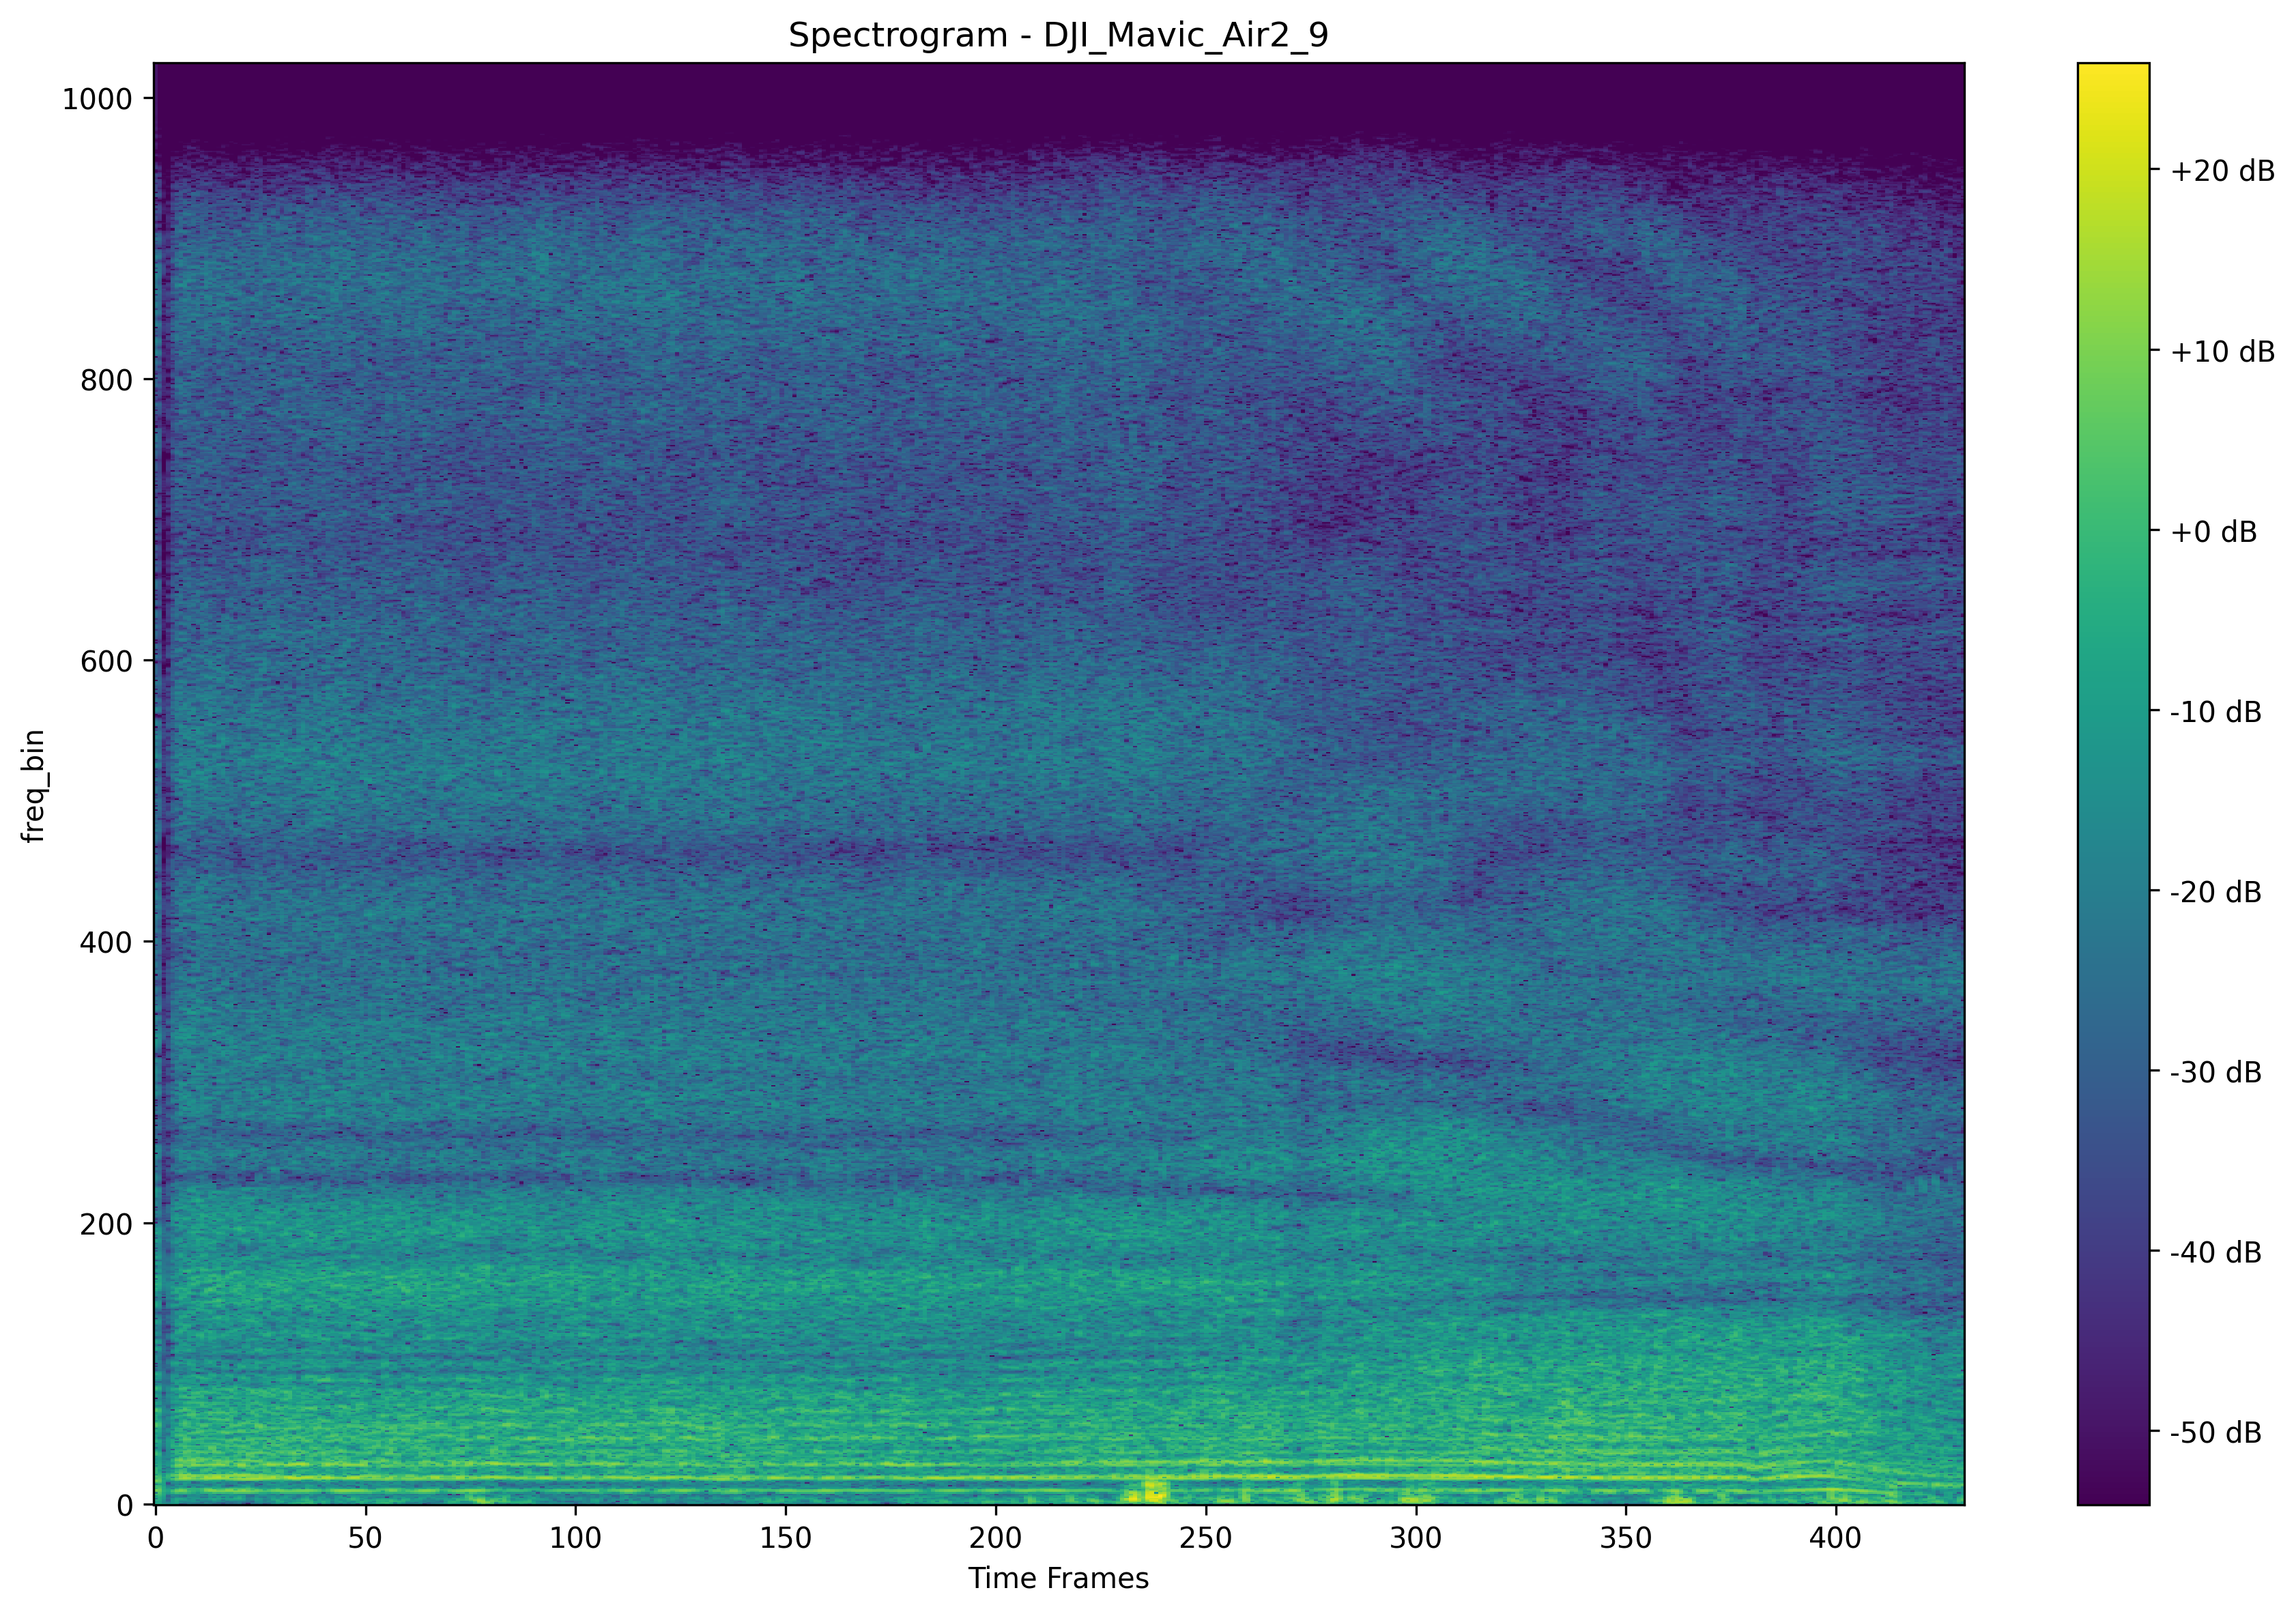 Spectrogram - DJI_Mavic_Air2_9
1000
800
600
400
200
0
freq_bin
0 50 100 150 200 250 300 350 400
Time Frames
+20 dB
+10 dB
+0 dB
-10 dB
-20 dB
-30 dB
-40 dB
-50 dB